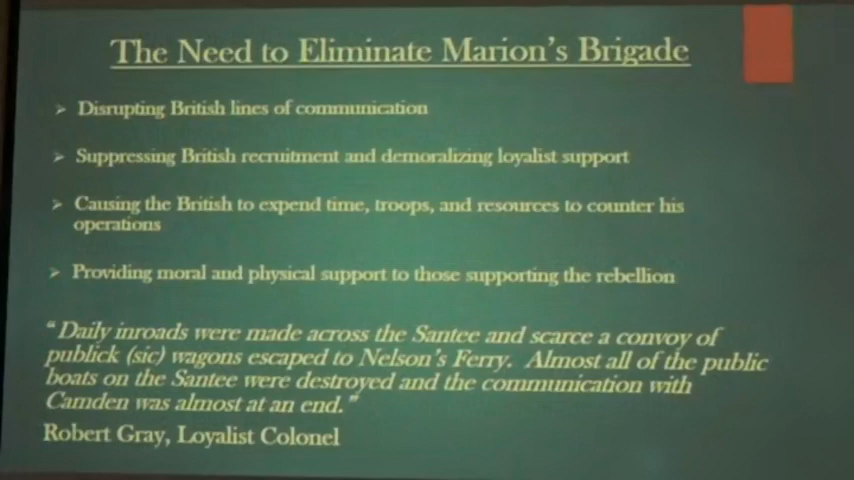 The Need to Eliminate Marion's Brigade
➢ Disrupting British lines of communication
➢ Suppressing British recruitment and demoralizing loyalist support
➢ Causing the British to expend time, troops, and resources to counter his
operations
➢ Providing moral and physical support to those supporting the rebellion
"Daily inroads were made across the Santee and scarce a convoy of
publick (sic) wagons escaped to Nelson's Ferry. Almost all of the public
boats on the Santee were destroyed and the communication with
Camden was almost at an end."
Robert Gray, Loyalist Colonel